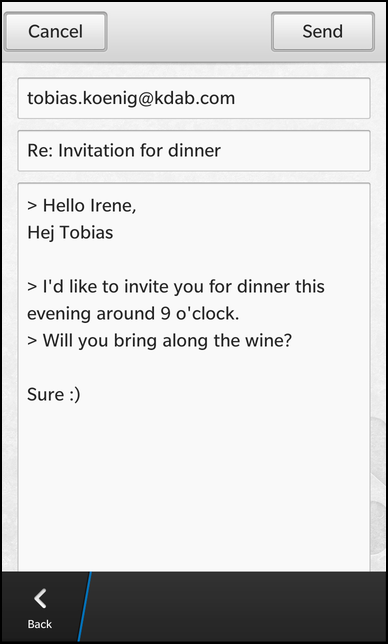 Cancel
Send
tobias.koenig@kdab.com
Re: Invitation for dinner
> Hello Irene,
Hej Tobias
> I'd like to invite you for dinner this
evening around 9 o'clock.
> Will you bring along the wine?
Sure :)
Back